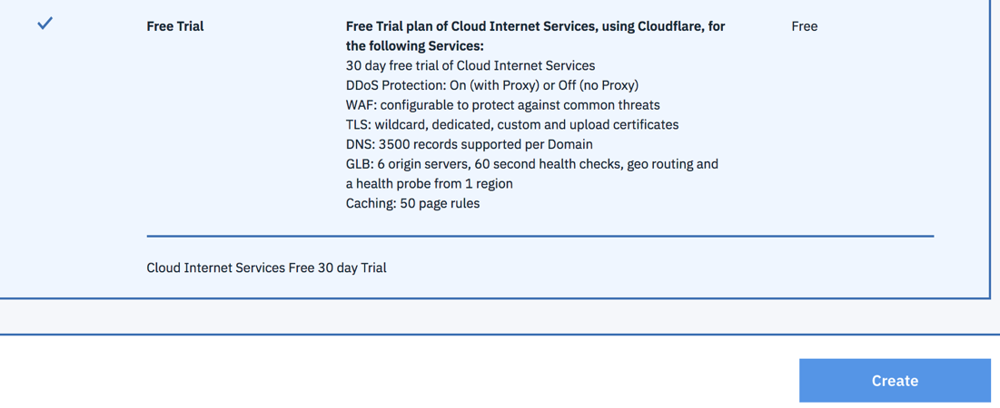 Free Trial
Free Trial plan of Cloud Internet Services, using Cloudflare, for
the following Services:
Free
30 day free trial of Cloud Internet Services
DDoS Protection: On (with Proxy) or Off (no Proxy)
WAF: configurable to protect against common threats
TLS: wildcard, dedicated, custom and upload certificates
DNS: 3500 records supported per Domain
GLB: 6 origin servers, 60 second health checks, geo routing and
a health probe from 1 region
Caching: 50 page rules
Cloud Internet Services Free 30 day Trial
Create